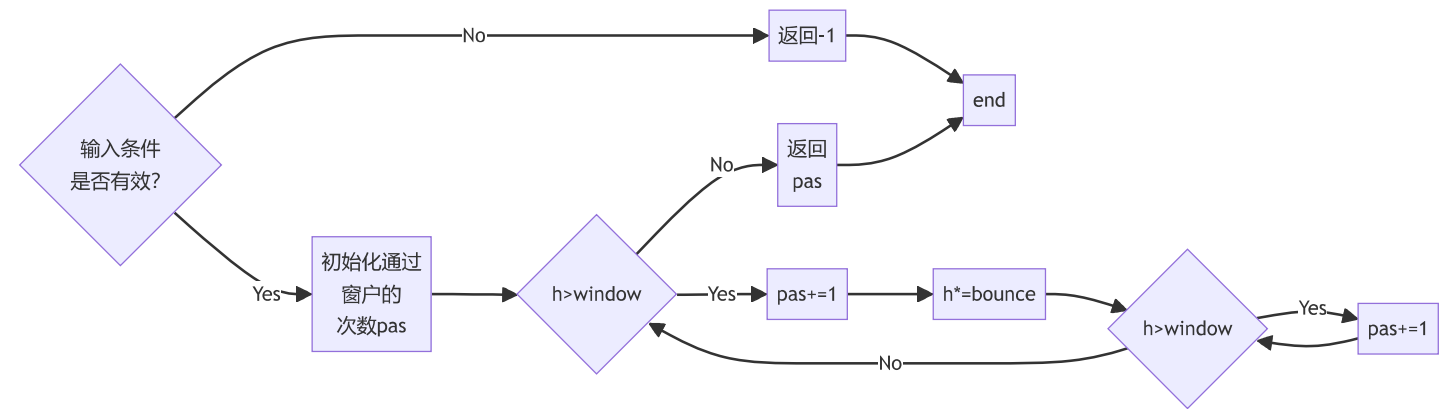 输入条件
是否有效？
No
返回-1
end
Yes
初始化通过
窗户的
次数pas
h>window
No
返回
pas
Yes
pas+=1
h*=bounce
h>window
Yes
pas+=1
No